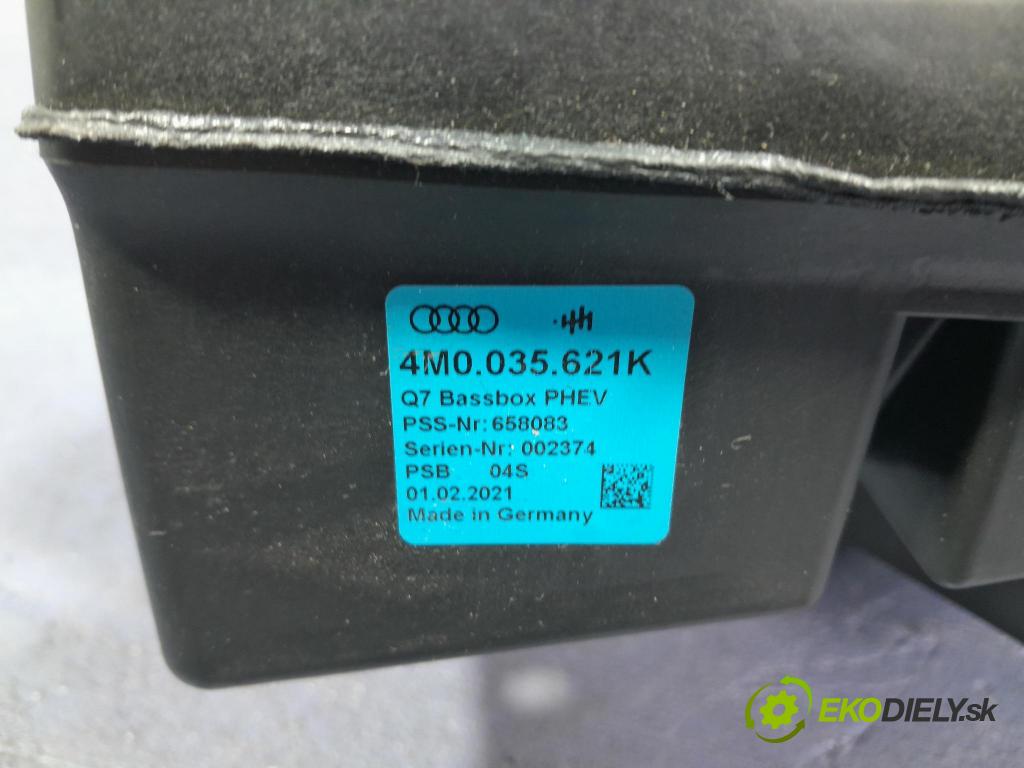 4M0.035.621K
Q7 Bassbox PHEV
PSS-Nr: 658083
Serien-Nr: 002374
PSB 04S
01.02.2021
Made in Germany
EKODIELY.sk